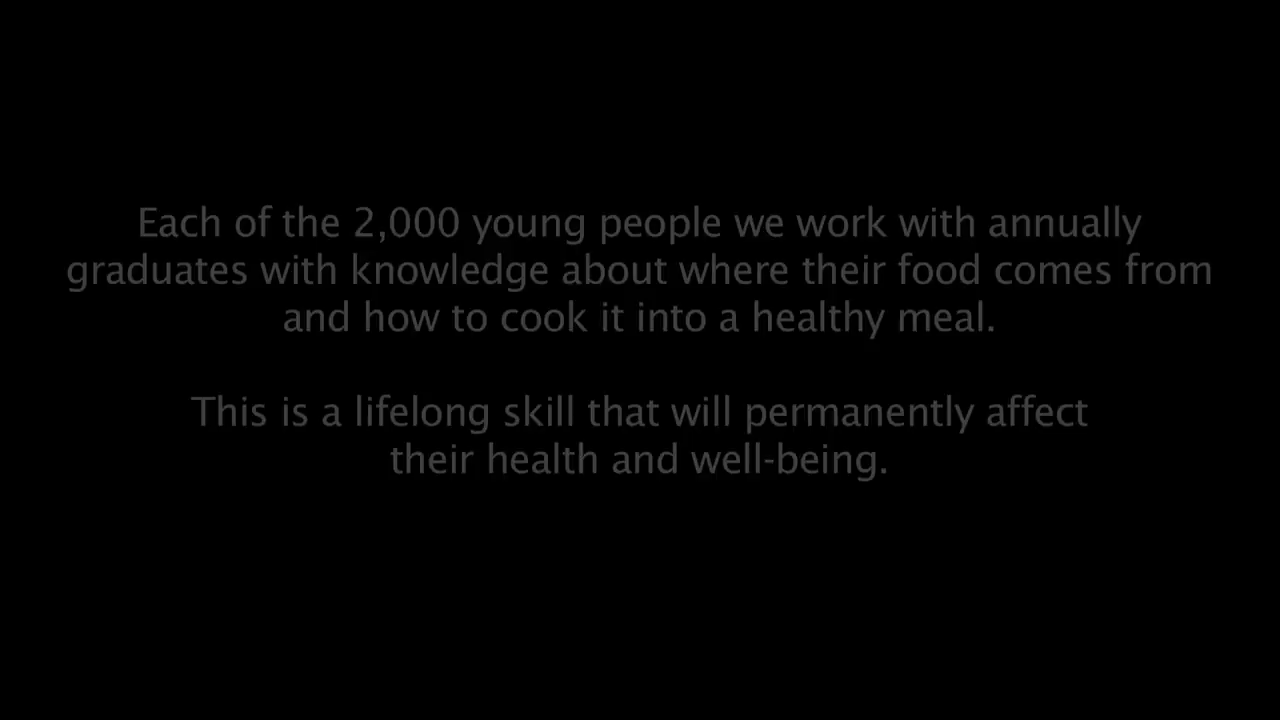 Each of the 2,000 young people we work with annually
graduates with knowledge about where their food comes from
and how to cook it into a healthy meal.
This is a lifelong skill that will permanently affect
their health and well-being.